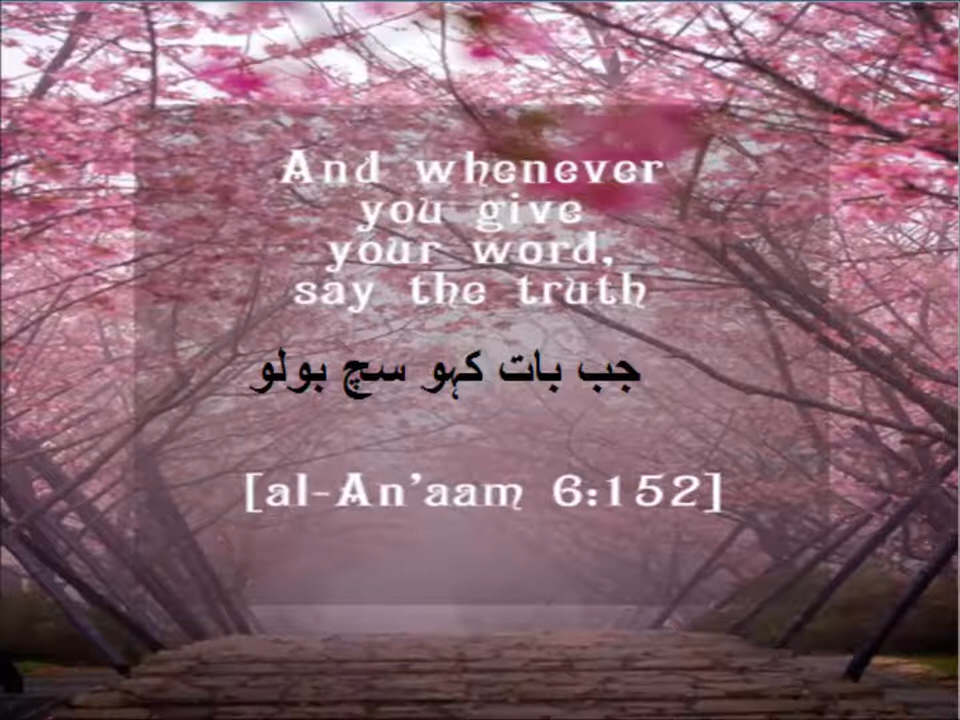 And whenever
you give
your word,
say the truth
جب بات کہو سچ بولو
[al-An'aam 6:152]